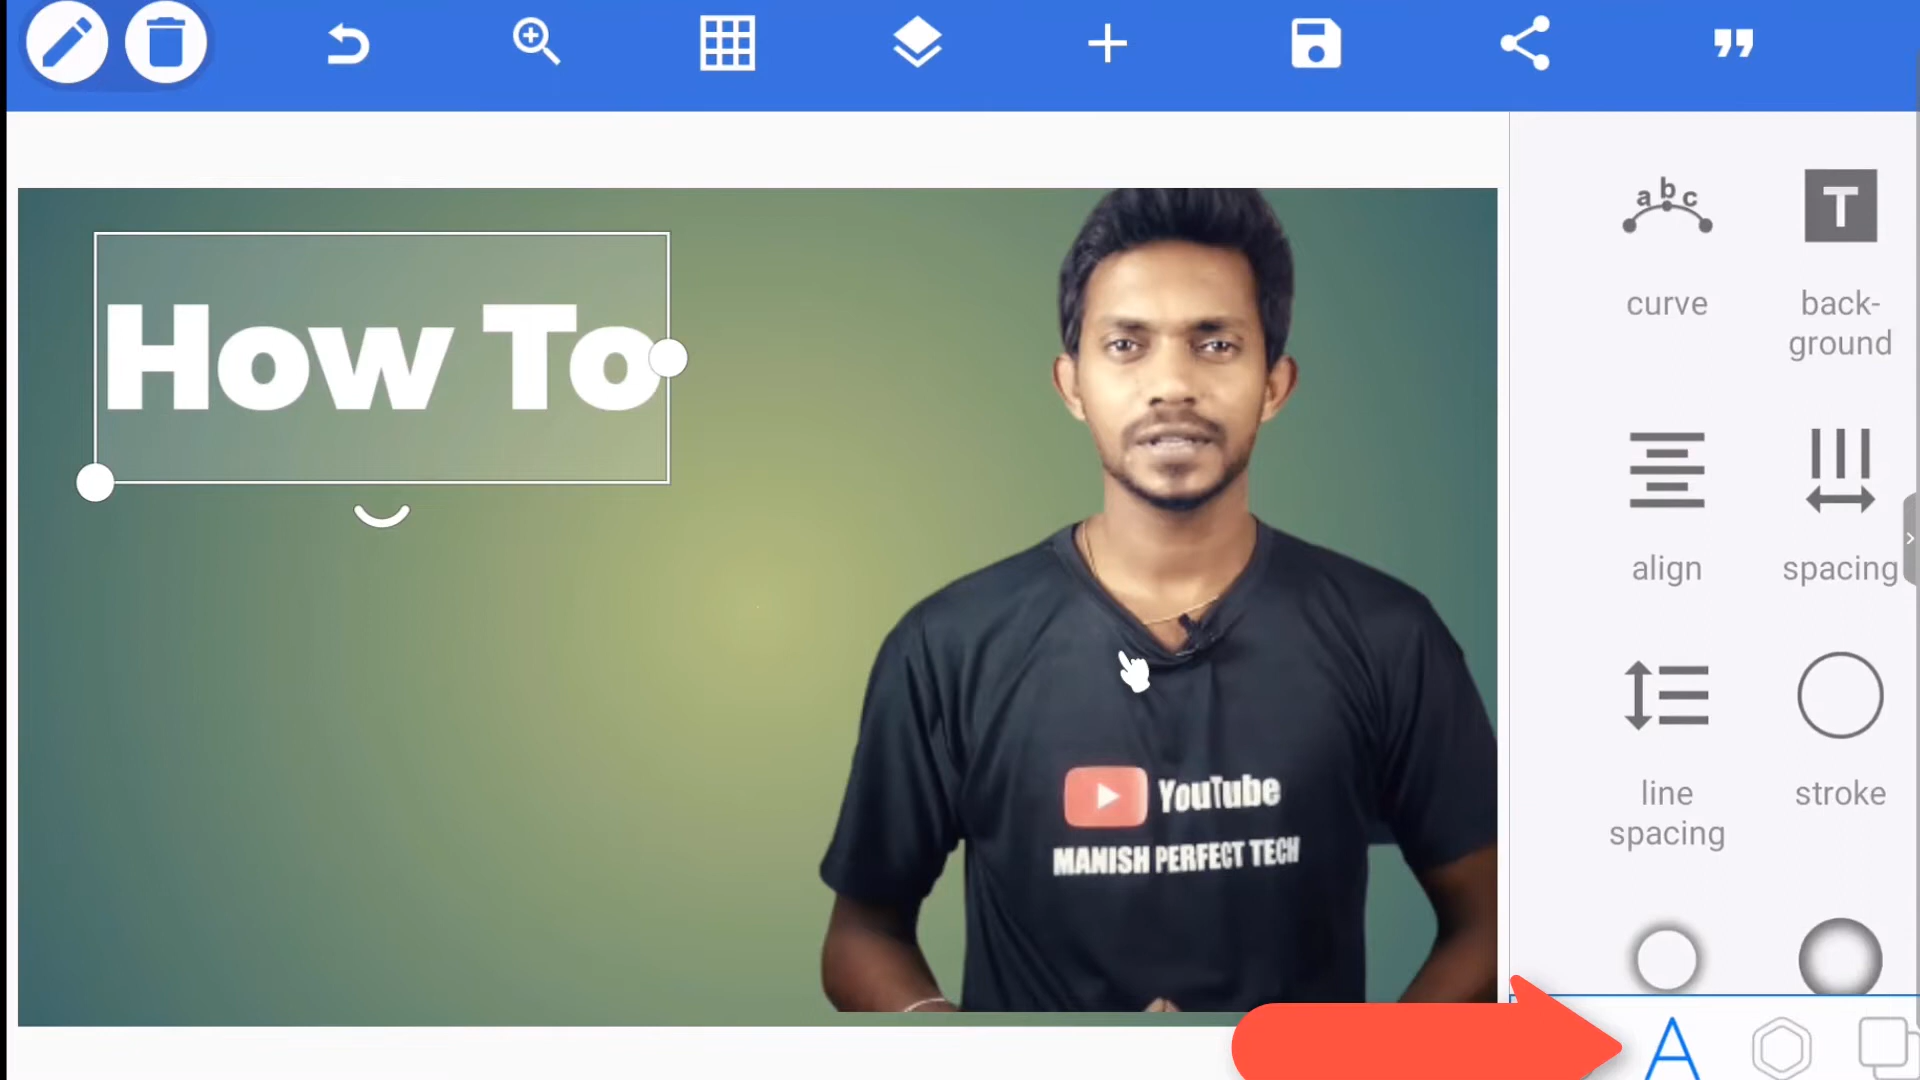 How To
YouTube
MANISH PERFECT TECH
a b c
curve
T
back-
ground
align
spacing
line
spacing
stroke
A